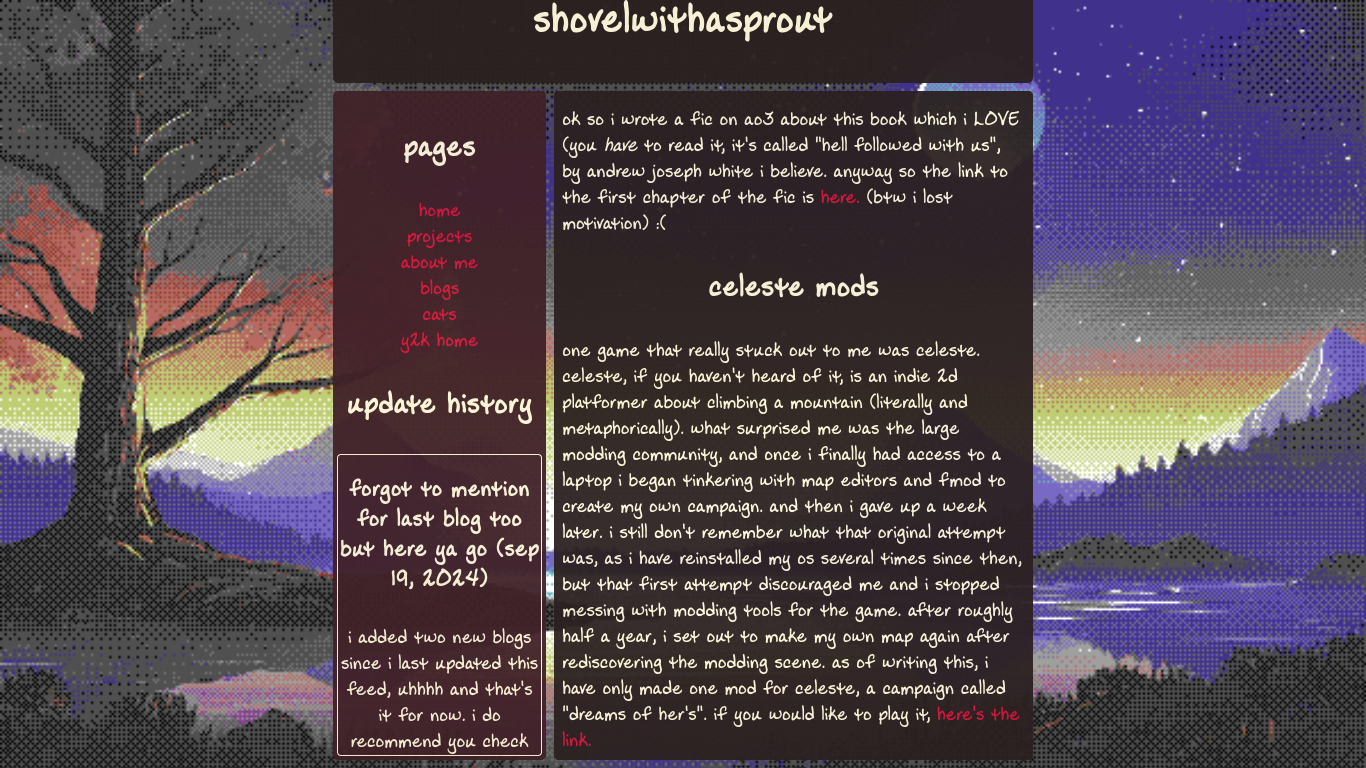 shovelwithasprout
pages
home
projects
about me
blogs
cats
y2k home
update history
forgot to mention
for last blog too
but here ya go (sep
19, 2024)
i added two new blogs
since i last updated this
feed, uhhhh and that's
it for now. i do
recommend you check
ok so i wrote a fic on ao3 about this book which i LOVE
(you have to read it, it's called "hell followed with us",
by andrew joseph white i believe. anyway so the link to
the first chapter of the fic is here. (btw i lost
motivation) :(
celeste mods
one game that really stuck out to me was celeste.
celeste, if you haven't heard of it, is an indie 2d
platformer about climbing a mountain (literally and
metaphorically). what surprised me was the large
modding community, and once i finally had access to a
laptop i began tinkering with map editors and fmod to
create my own campaign. and then i gave up a week
later. i still don't remember what that original attempt
was, as i have reinstalled my os several times since then,
but that first attempt discouraged me and i stopped
messing with modding tools for the game. after roughly
half a year, i set out to make my own map again after
rediscovering the modding scene. as of writing this, i
have only made one mod for celeste, a campaign called
"dreams of her's". if you would like to play it, here's the
link.